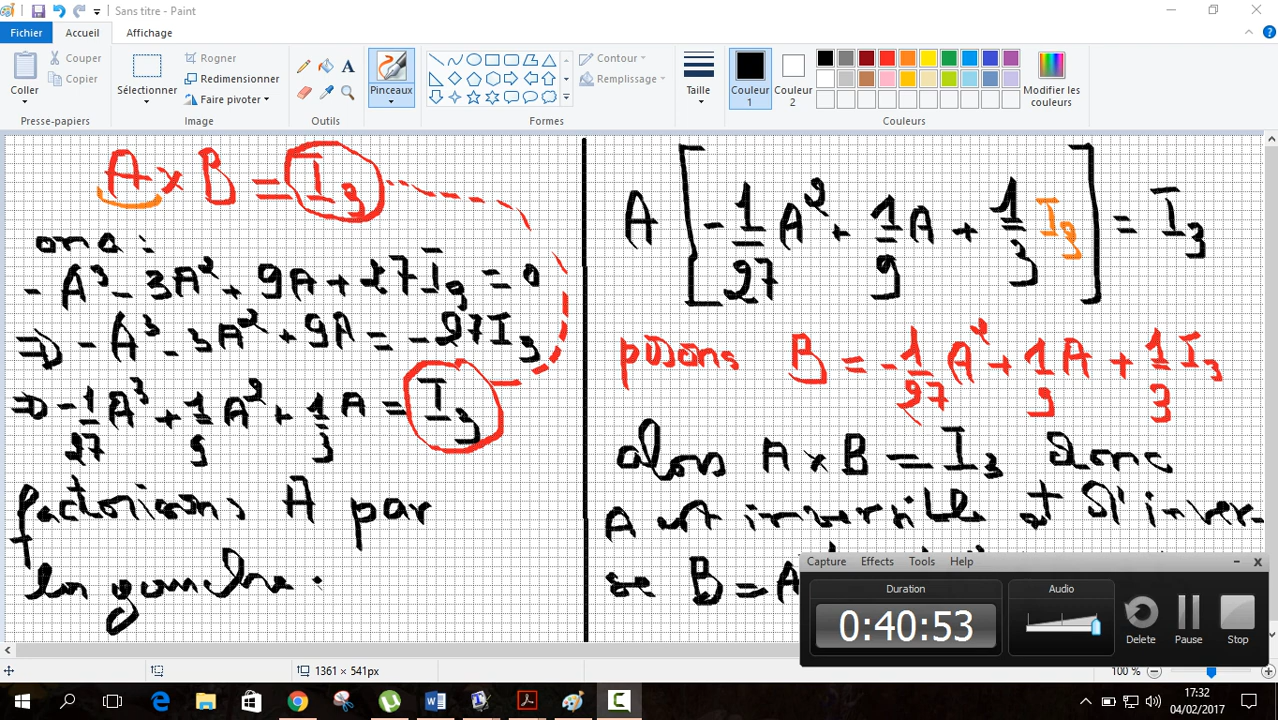 Sans titre - Paint
Fichier Accueil Affichage
Coller
Couper
Copier
Presse-papiers
Sélectionner
Rogner
Redimensionner
Faire pivoter
Image
Outils
Pinceaux
Formes
Contour
Remplissage
Taille
Couleur 1
Couleur 2
Modifier les couleurs
Couleurs
A × B = I₃
on a :
- A³ - 3A² + 9A + 27I₃ = 0
⇒ - A³ - 3A² + 9A = - 27I₃
⇒ - 1/27 A³ + 1/9 A² + 1/3 A = I₃
factorisons A par
la gauche :
A [ - 1/27 A² + 1/9 A + 1/3 I₃ ] = I₃
posons B = - 1/27 A² + 1/9 A + 1/3 I₃
alors A × B = I₃ donc
A est inversible et s'inver-
se B = A
Capture Effects Tools Help
Duration
0:40:53
Audio
Delete
Pause
Stop
1361 × 541px
100 %
17:32
04/02/2017